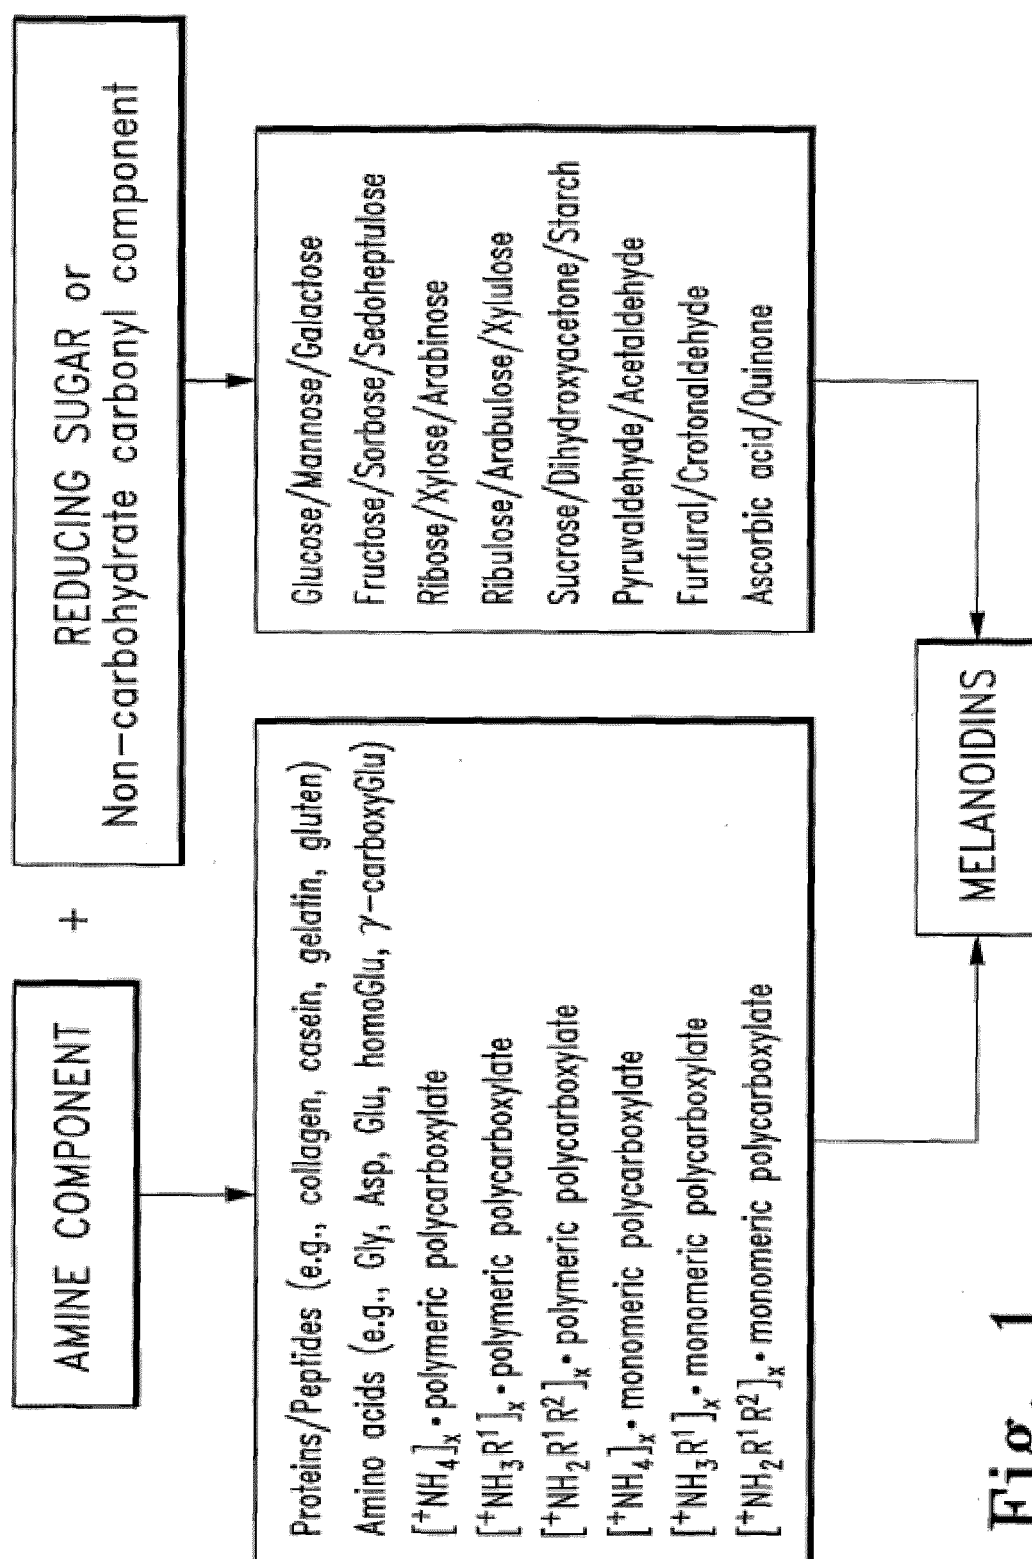 AMINE COMPONENT
+
REDUCING SUGAR or
Non-carbohydrate carbonyl component
Proteins/Peptides (e.g., collagen, casein, gelatin, gluten)
Amino acids (e.g., Gly, Asp, Glu, homoGlu, γ-carboxyGlu)
[⁺NH₄]ₓ • polymeric polycarboxylate
[⁺NH₃R¹]ₓ • polymeric polycarboxylate
[⁺NH₂R¹R²]ₓ • polymeric polycarboxylate
[⁺NH₄]ₓ • monomeric polycarboxylate
[⁺NH₃R¹]ₓ • monomeric polycarboxylate
[⁺NH₂R¹R²]ₓ • monomeric polycarboxylate
Glucose/Mannose/Galactose
Fructose/Sorbose/Sedoheptulose
Ribose/Xylose/Arabinose
Ribulose/Arabulose/Xylulose
Sucrose/Dihydroxyacetone/Starch
Pyruvaldehyde/Acetaldehyde
Furfural/Crotonaldehyde
Ascorbic acid/Quinone
MELANOIDINS
Fig. 1